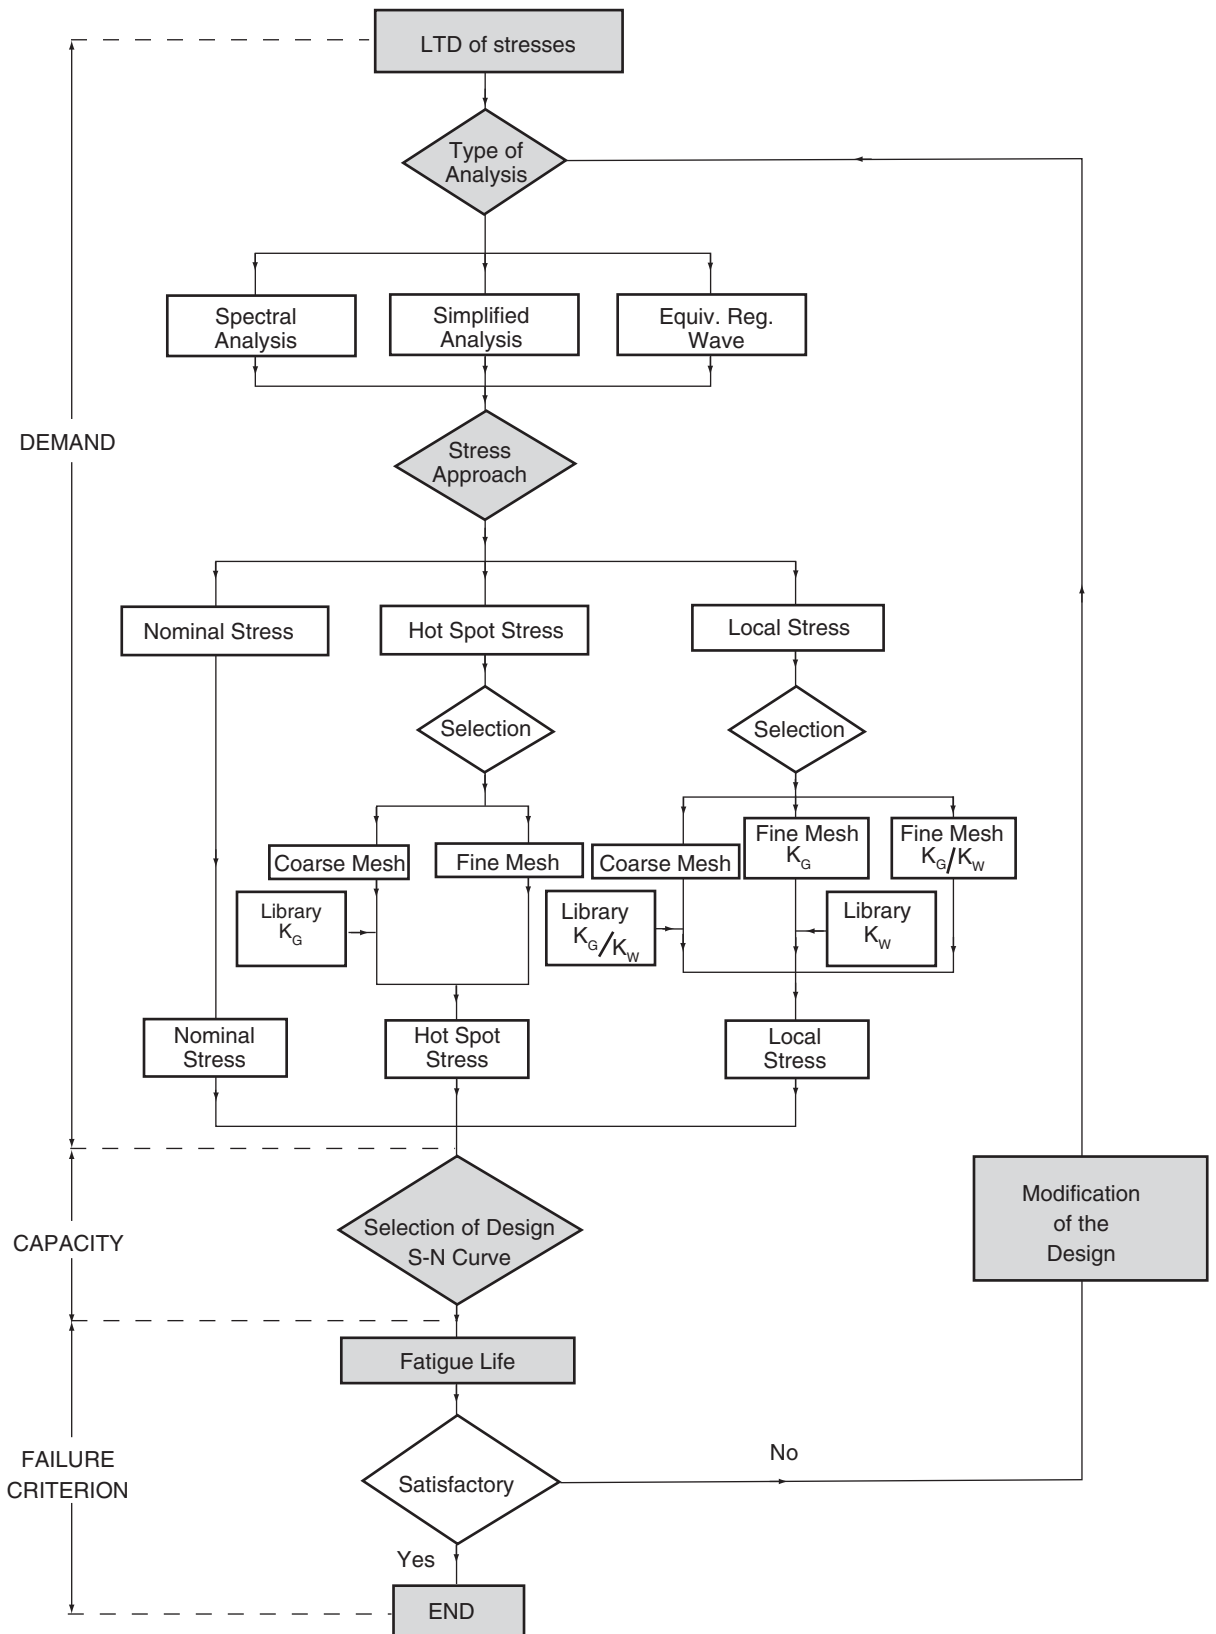 LTD of stresses
Type of
Analysis
Spectral
Analysis
Simplified
Analysis
Equiv. Reg.
Wave
DEMAND
Stress
Approach
Nominal Stress
Hot Spot Stress
Local Stress
Selection
Selection
Coarse Mesh
Fine Mesh
Coarse Mesh
Fine Mesh
K_G
Fine Mesh
K_G/K_W
Library
K_G
Library
K_G/K_W
Library
K_W
Nominal
Stress
Hot Spot
Stress
Local
Stress
CAPACITY
Selection of Design
S-N Curve
Modification
of the
Design
Fatigue Life
FAILURE
CRITERION
Satisfactory
No
Yes
END